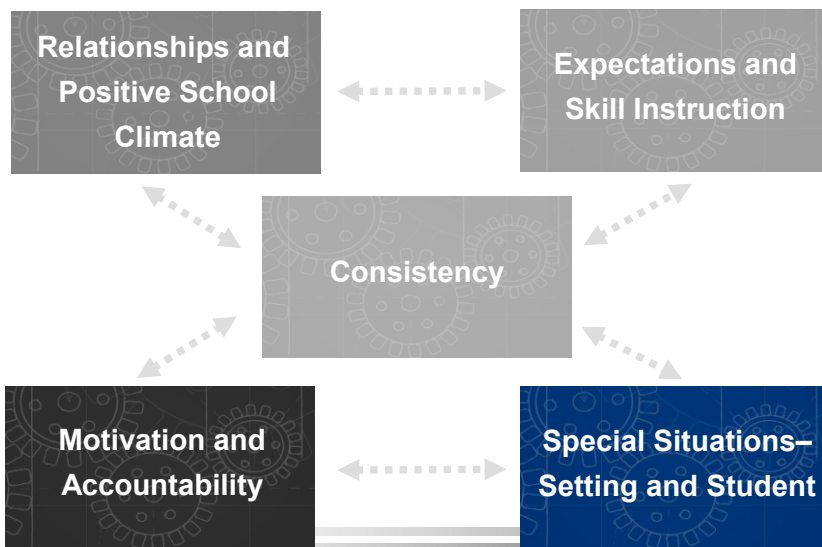 Relationships and
Positive School
Climate
Expectations and
Skill Instruction
Consistency
Motivation and
Accountability
Special Situations–
Setting and Student